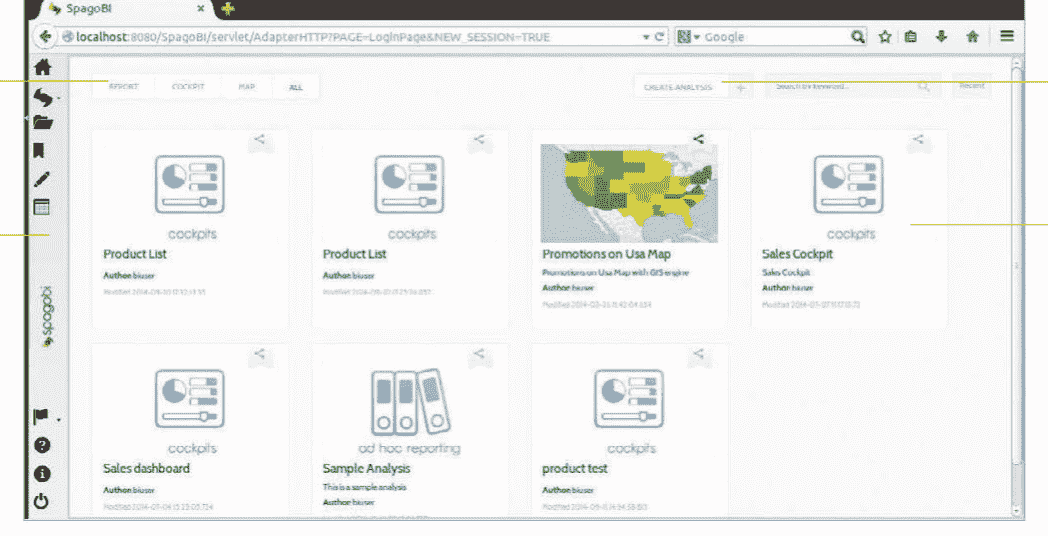 SpagoBI
localhost:8080/SpagoBI/servlet/AdapterHTTP?PAGE=LoginPage&NEW_SESSION=TRUE
Google
REPORT COCKPIT MAP ALL
CREATE ANALYSIS +
Search by keyword...
Recent
cockpits
Product List
Author: biuser
cockpits
Product List
Author: biuser
Promotions on Usa Map
Promotions on Usa Map with GIS engine
Author: biuser
cockpits
Sales Cockpit
Sales Cockpit
Author: biuser
spagobi
cockpits
Sales dashboard
Author: biuser
ad hoc reporting
Sample Analysis
This is a sample analysis
Author: biuser
cockpits
product test
Author: biuser